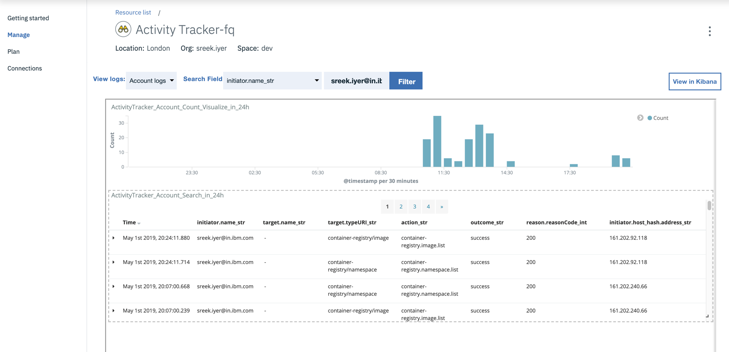 Resource list /
Getting started
Activity Tracker-fq
Manage
Location: London Org: sreek.iyer Space: dev
Plan
Connections
View logs: Account logs Search Field initiator.name_str sreek.iyer@in.it Filter View in Kibana
ActivityTracker_Account_Count_Visualize_in_24h
Count
30
20
10
0
23:30 02:30 05:30 08:30 11:30 14:30 17:30
@timestamp per 30 minutes
Count
ActivityTracker_Account_Search_in_24h
1 2 3 4 »
Time initiator.name_str target.name_str target.typeURI_str action_str outcome_str reason.reasonCode_int initiator.host_hash.address_str
May 1st 2019, 20:24:11.880 sreek.iyer@in.ibm.com - container-registry/image container- success 200 161.202.92.118
registry.image.list
May 1st 2019, 20:24:11.714 sreek.iyer@in.ibm.com - container- container- success 200 161.202.92.118
registry/namespace registry.namespace.list
May 1st 2019, 20:07:00.668 sreek.iyer@in.ibm.com - container- container- success 200 161.202.240.66
registry/namespace registry.namespace.list
May 1st 2019, 20:07:00.239 sreek.iyer@in.ibm.com - container-registry/image container- success 200 161.202.240.66
registry.image.list